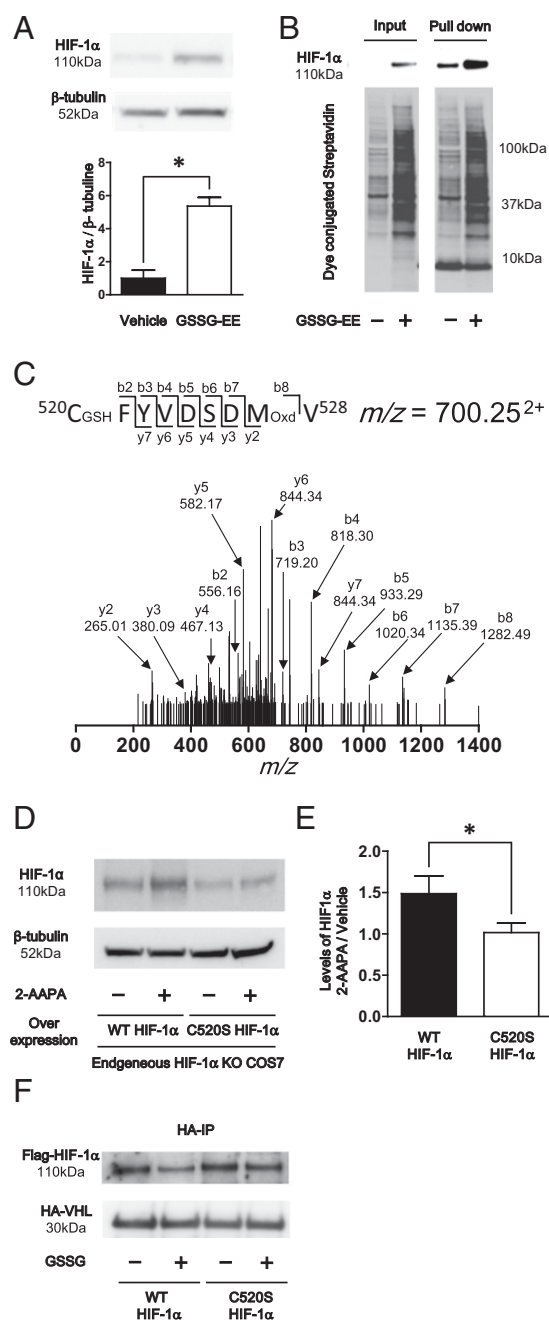 A
HIF-1α
110kDa
β-tubulin
52kDa
HIF-1α / β- tubuline
8
6
4
2
0
*
Vehicle GSSG-EE
B
Input Pull down
HIF-1α
110kDa
Dye conjugated Streptavidin
100kDa
37kDa
10kDa
GSSG-EE − + − +
C
b2 b3 b4 b5 b6 b7 b8
520CGSH F Y V D S D M Oxd V528 m/z = 700.25²⁺
y7 y6 y5 y4 y3 y2
y6
844.34
y5
582.17
b4
818.30
b3
719.20
b2
556.16
y7
844.34
b5
933.29
y2
265.01
y3
380.09
y4
467.13
b6
1020.34
b7
1135.39
b8
1282.49
0 200 400 600 800 1000 1200 1400
m/z
D
HIF-1α
110kDa
β-tubulin
52kDa
2-AAPA − + − +
Over
expression
WT HIF-1α C520S HIF-1α
Endgeneous HIF-1α KO COS7
E
Levels of HIF1α
2-AAPA / Vehicle
2.0
1.5
1.0
0.5
0.0
*
WT
HIF-1α
C520S
HIF-1α
F
HA-IP
Flag-HIF-1α
110kDa
HA-VHL
30kDa
GSSG − + − +
WT
HIF-1α
C520S
HIF-1α